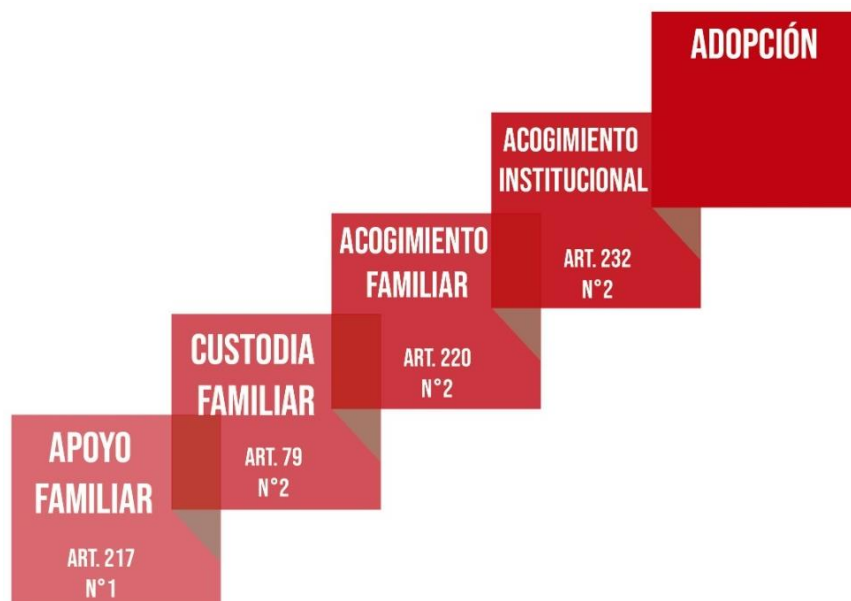 ADOPCIÓN
ACOGIMIENTO
INSTITUCIONAL
ART. 232
N°2
ACOGIMIENTO
FAMILIAR
ART. 220
N°2
CUSTODIA
FAMILIAR
ART. 79
N°2
APOYO
FAMILIAR
ART. 217
N°1